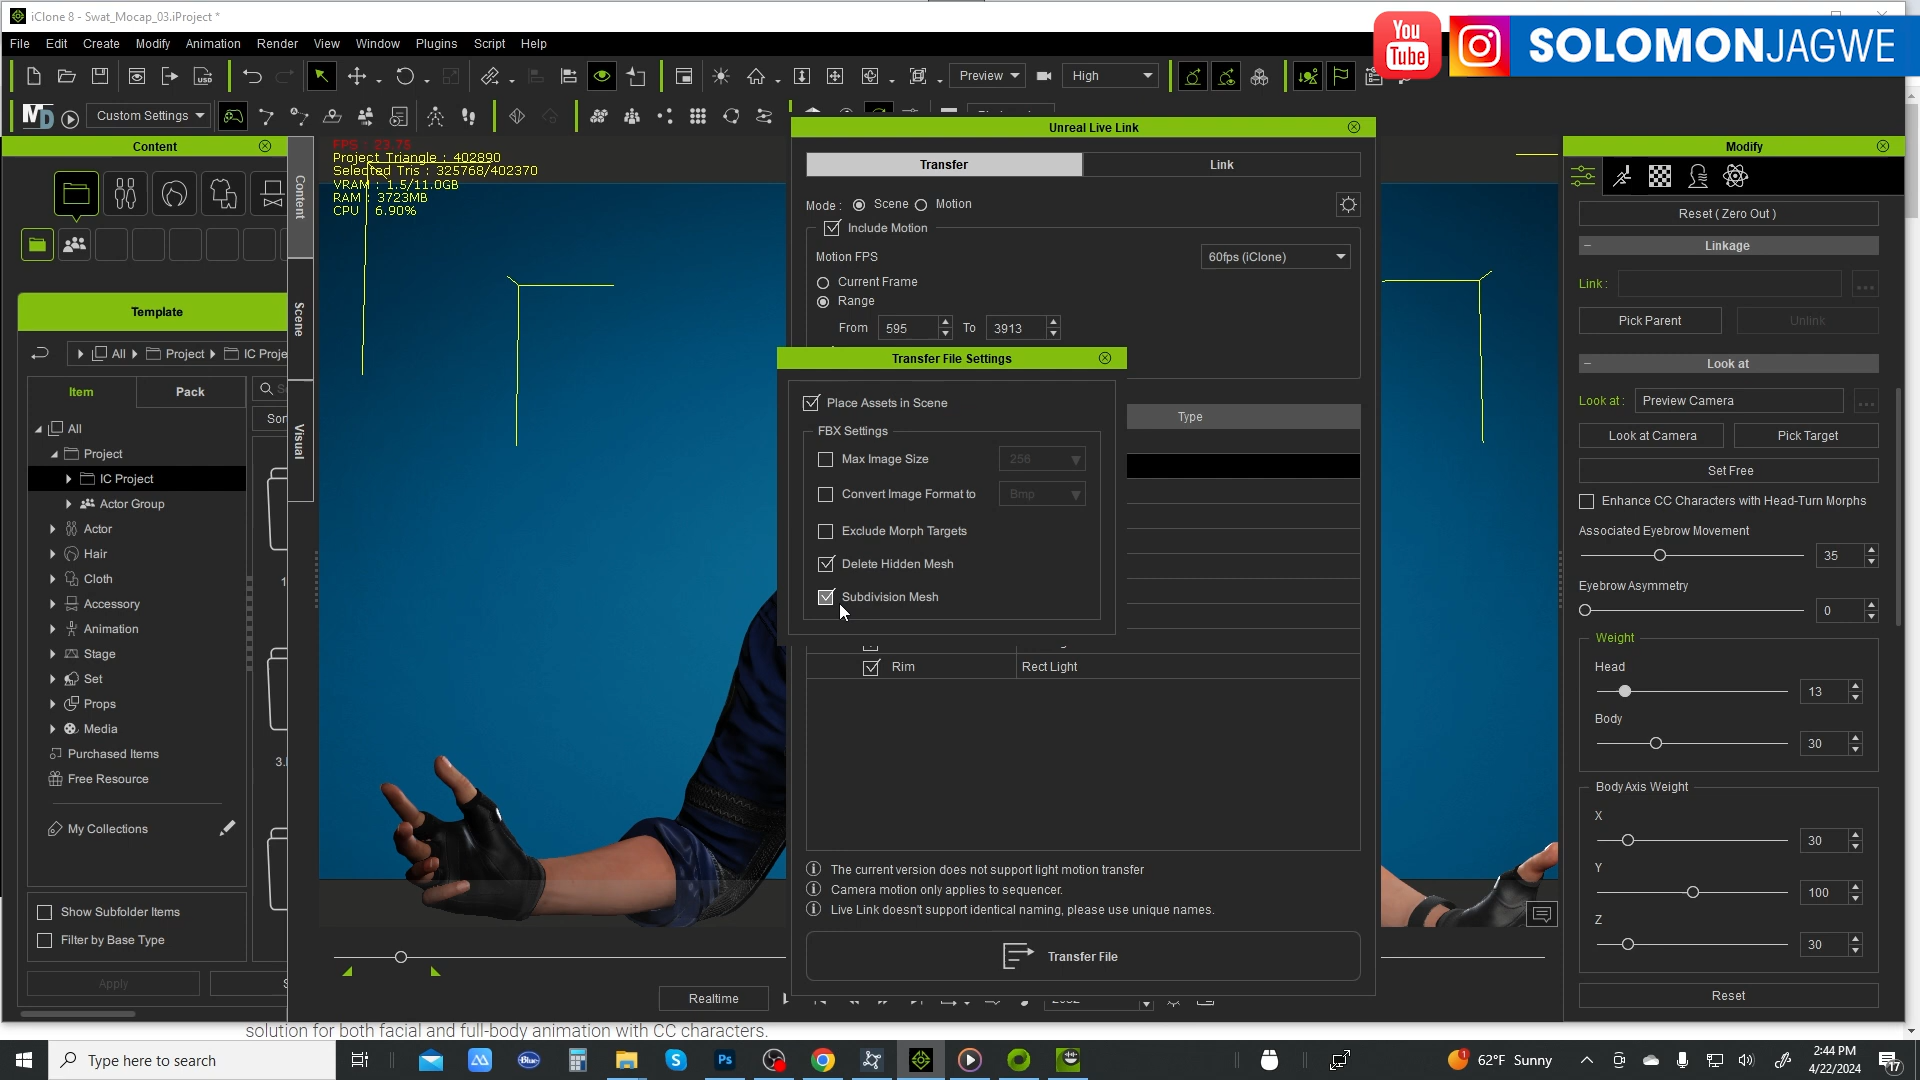 iClone 8 - Swat_Mocap_03.iProject *
You Tube
SOLOMONJAGWE
File Edit Create Modify Animation Render View Window Plugins Script Help
USD
Preview
High
MD
Custom Settings
Content
Unreal Live Link
Modify
FPS : 23.75
Project Triangle : 402890
Selected Tris : 325768/402370
VRAM : 1.5/11.0GB
RAM : 3723MB
CPU : 6.90%
Content
Scene
Visual
Transfer
Link
Mode :
Scene
Motion
Include Motion
Motion FPS
60fps (iClone)
Current Frame
Range
From 595 To 3913
Reset ( Zero Out )
Linkage
Link :
Pick Parent
Unlink
Look at
Look at :
Preview Camera
Look at Camera
Pick Target
Set Free
Enhance CC Characters with Head-Turn Morphs
Associated Eyebrow Movement
35
Eyebrow Asymmetry
0
Weight
Head
13
Body
30
BodyAxis Weight
X
30
Y
100
Z
30
Reset
Template
All
Project
IC Proje
Item
Pack
Sor
All
Project
IC Project
Actor Group
Actor
Hair
Cloth
Accessory
Animation
Stage
Set
Props
Media
Purchased Items
Free Resource
My Collections
Show Subfolder Items
Filter by Base Type
Apply
Transfer File Settings
Place Assets in Scene
FBX Settings
Max Image Size
256
Convert Image Format to
Bmp
Exclude Morph Targets
Delete Hidden Mesh
Subdivision Mesh
Type
Rim
Rect Light
The current version does not support light motion transfer
Camera motion only applies to sequencer.
Live Link doesn't support identical naming, please use unique names.
Transfer File
Realtime
solution for both facial and full-body animation with CC characters.
Type here to search
Blue
Ps
1
62°F Sunny
2:44 PM
4/22/2024
17